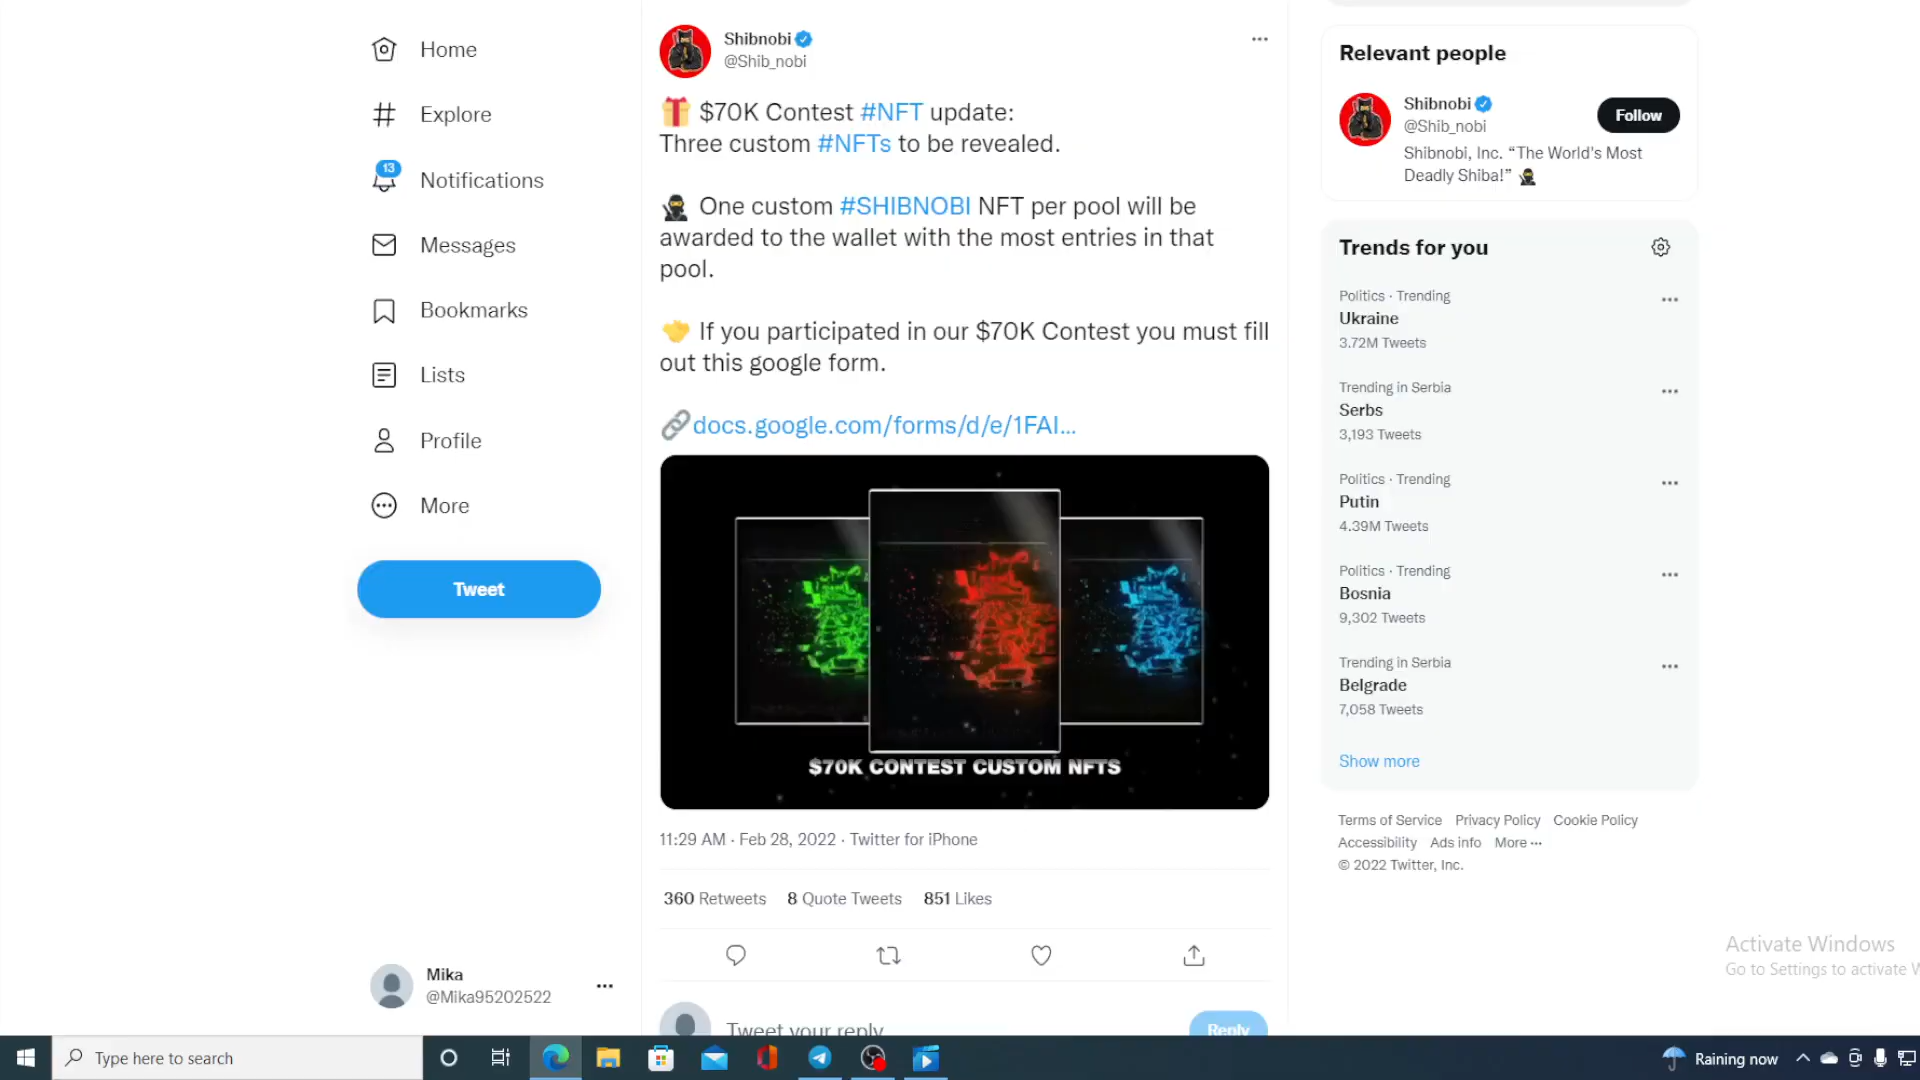 Home
Explore
13
Notifications
Messages
Bookmarks
Lists
Profile
More
Tweet
Mika
@Mika95202522
Shibnobi
@Shib_nobi
$70K Contest #NFT update:
Three custom #NFTs to be revealed.
One custom #SHIBNOBI NFT per pool will be
awarded to the wallet with the most entries in that
pool.
If you participated in our $70K Contest you must fill
out this google form.
docs.google.com/forms/d/e/1FAI...
$70K CONTEST CUSTOM NFTS
11:29 AM · Feb 28, 2022 · Twitter for iPhone
360 Retweets 8 Quote Tweets 851 Likes
Tweet your reply
Reply
Relevant people
Shibnobi
@Shib_nobi
Follow
Shibnobi, Inc. “The World's Most
Deadly Shiba!”
Trends for you
Politics · Trending
Ukraine
3.72M Tweets
Trending in Serbia
Serbs
3,193 Tweets
Politics · Trending
Putin
4.39M Tweets
Politics · Trending
Bosnia
9,302 Tweets
Trending in Serbia
Belgrade
7,058 Tweets
Show more
Terms of Service Privacy Policy Cookie Policy
Accessibility Ads info More ...
© 2022 Twitter, Inc.
Activate Windows
Go to Settings to activate W
Type here to search
Raining now